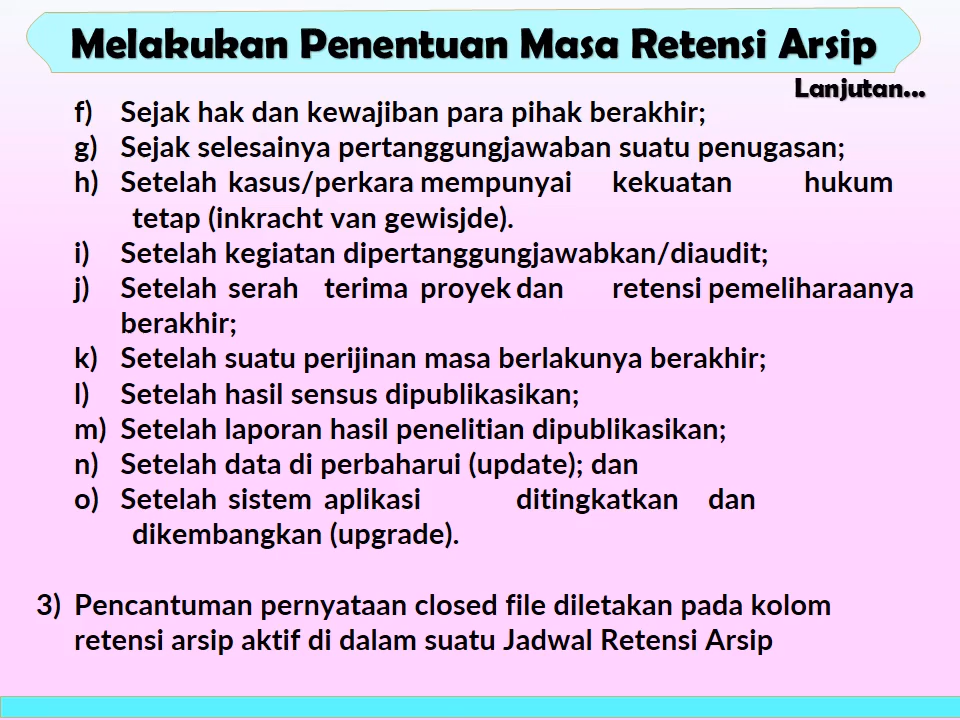 Melakukan Penentuan Masa Retensi Arsip
Lanjutan...
f) Sejak hak dan kewajiban para pihak berakhir;
g) Sejak selesainya pertanggungjawaban suatu penugasan;
h) Setelah kasus/perkara mempunyai kekuatan hukum
tetap (inkracht van gewisjde).
i) Setelah kegiatan dipertanggungjawabkan/diaudit;
j) Setelah serah terima proyek dan retensi pemeliharaanya
berakhir;
k) Setelah suatu perijinan masa berlakunya berakhir;
l) Setelah hasil sensus dipublikasikan;
m) Setelah laporan hasil penelitian dipublikasikan;
n) Setelah data di perbaharui (update); dan
o) Setelah sistem aplikasi ditingkatkan dan
dikembangkan (upgrade).
3) Pencantuman pernyataan closed file diletakan pada kolom
retensi arsip aktif di dalam suatu Jadwal Retensi Arsip